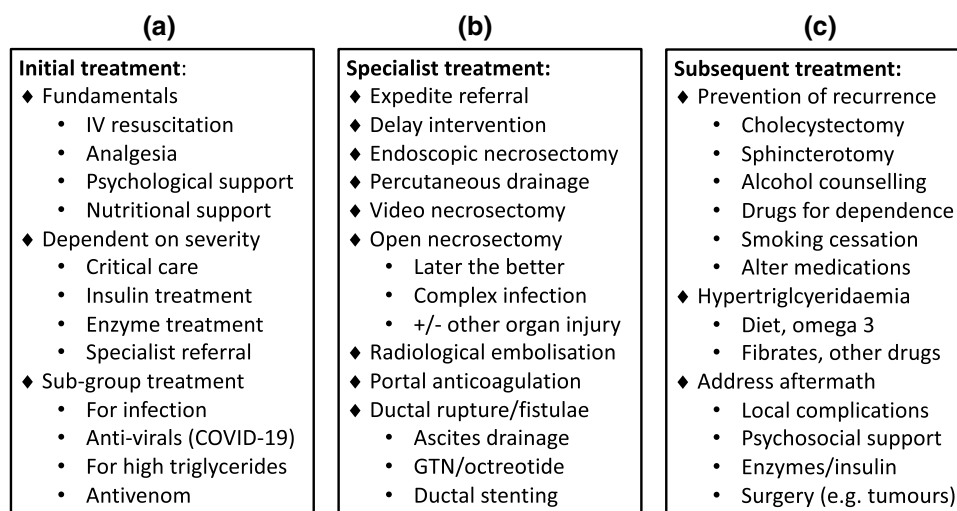 (a)
Initial treatment:
♦ Fundamentals
• IV resuscitation
• Analgesia
• Psychological support
• Nutritional support
♦ Dependent on severity
• Critical care
• Insulin treatment
• Enzyme treatment
• Specialist referral
♦ Sub-group treatment
• For infection
• Anti-virals (COVID-19)
• For high triglycerides
• Antivenom
(b)
Specialist treatment:
♦ Expedite referral
♦ Delay intervention
♦ Endoscopic necrosectomy
♦ Percutaneous drainage
♦ Video necrosectomy
♦ Open necrosectomy
• Later the better
• Complex infection
• +/- other organ injury
♦ Radiological embolisation
♦ Portal anticoagulation
♦ Ductal rupture/fistulae
• Ascites drainage
• GTN/octreotide
• Ductal stenting
(c)
Subsequent treatment:
♦ Prevention of recurrence
• Cholecystectomy
• Sphincterotomy
• Alcohol counselling
• Drugs for dependence
• Smoking cessation
• Alter medications
♦ Hypertriglcyeridaemia
• Diet, omega 3
• Fibrates, other drugs
♦ Address aftermath
• Local complications
• Psychosocial support
• Enzymes/insulin
• Surgery (e.g. tumours)